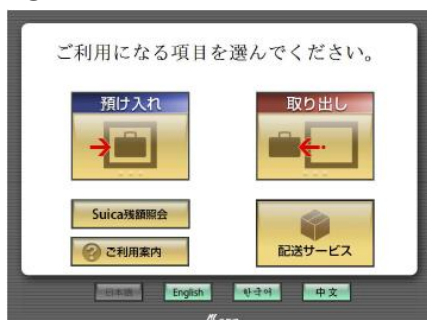 ご利用になる項目を選んでください。
預け入れ
取り出し
Suica残額照会
ご利用案内
配送サービス
日本語
English
한국어
中文